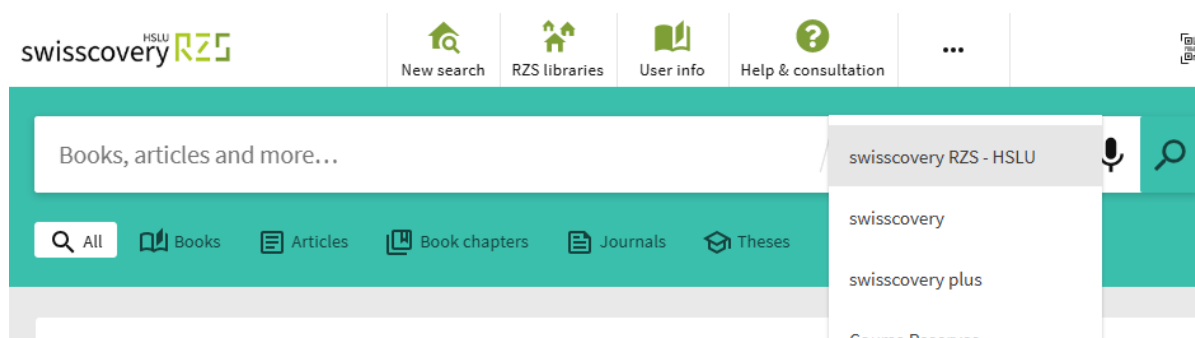 HSLU
swisscovery RZS
New search
RZS libraries
User info
Help & consultation
Books, articles and more…
swisscovery RZS - HSLU
swisscovery
swisscovery plus
All
Books
Articles
Book chapters
Journals
Theses